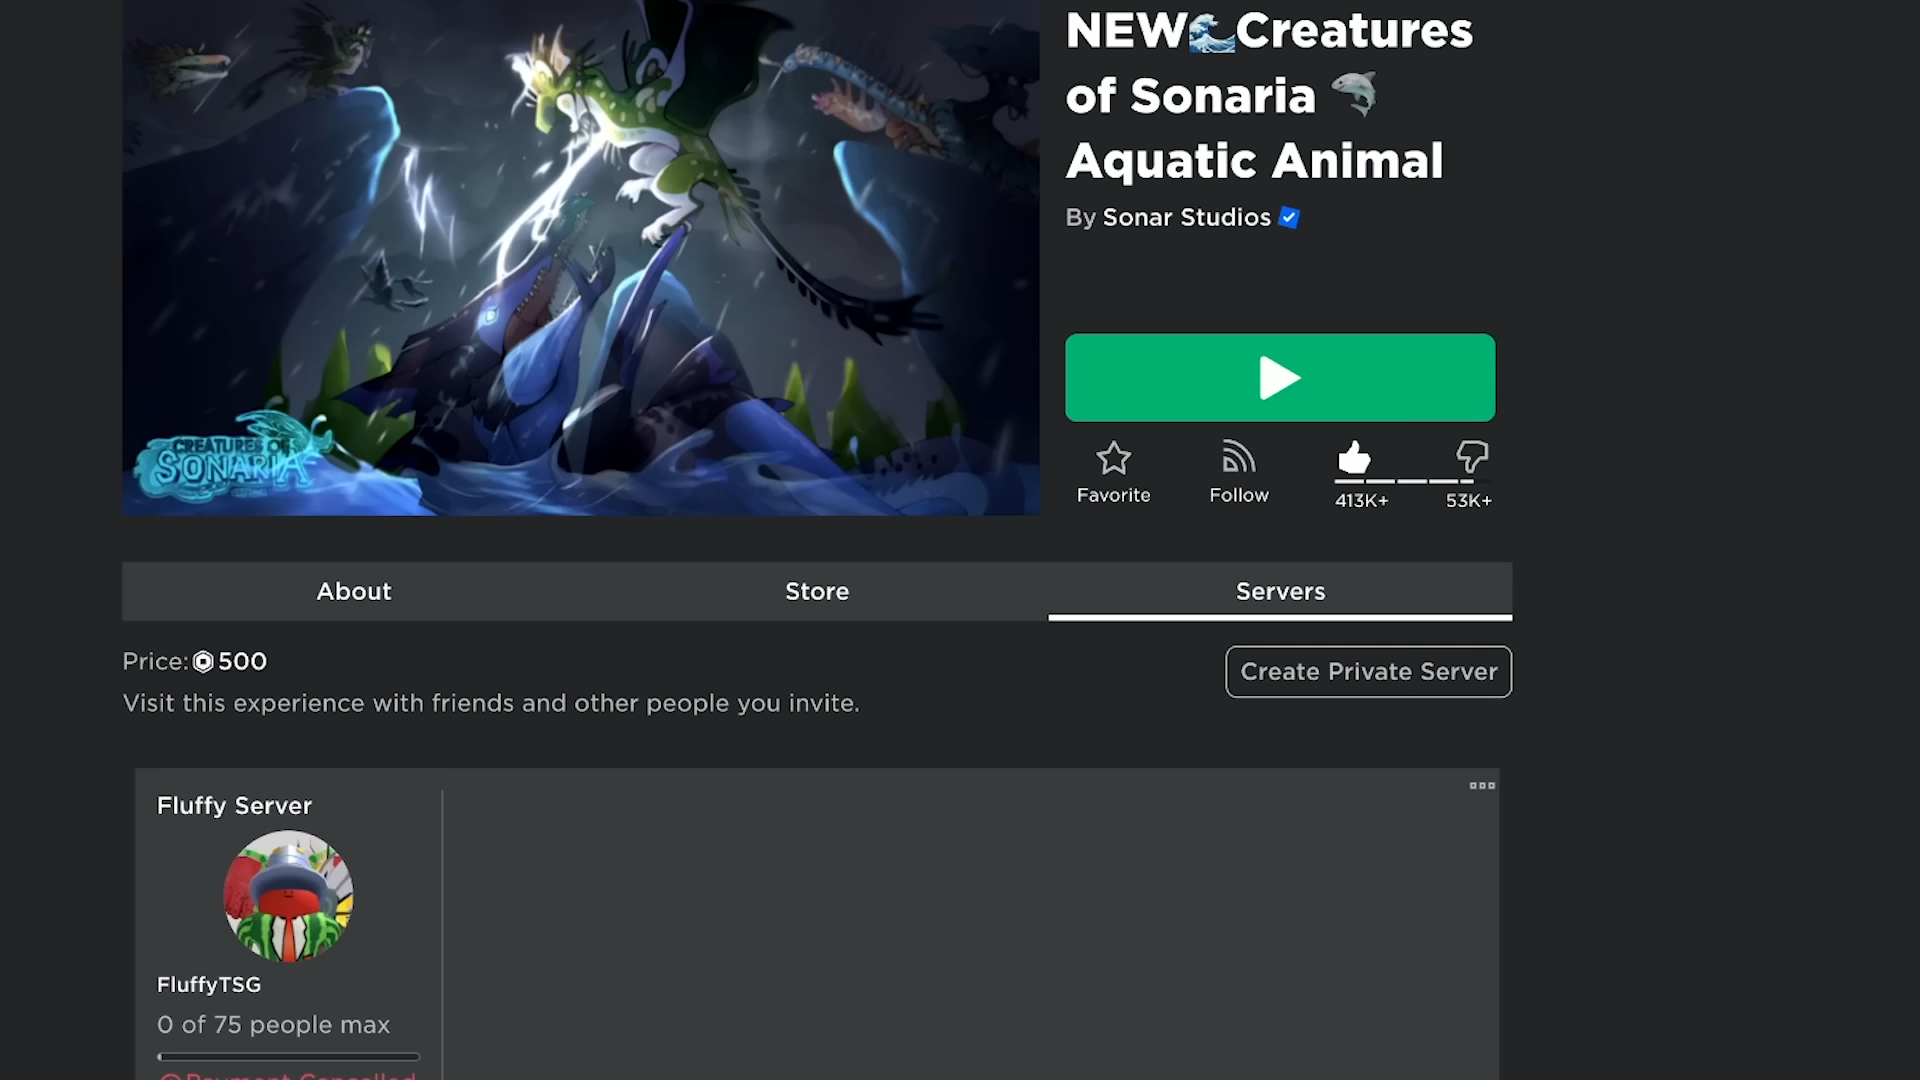 NEW🌊Creatures
of Sonaria 🐬
Aquatic Animal
By Sonar Studios
CREATURES OF
SONARIA
Favorite
Follow
413K+
53K+
About
Store
Servers
Price: 500
Create Private Server
Visit this experience with friends and other people you invite.
Fluffy Server
FluffyTSG
0 of 75 people max
Payment Cancelled